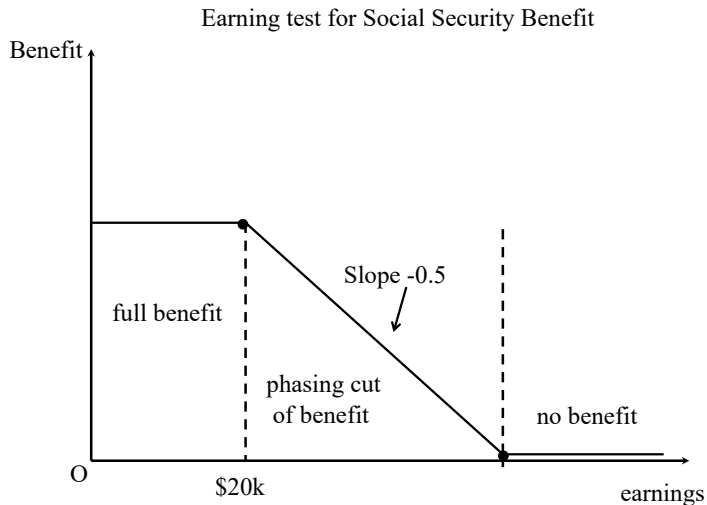 Earning test for Social Security Benefit
Benefit
Slope -0.5
full benefit
phasing cut
of benefit
no benefit
O
$20k
earnings